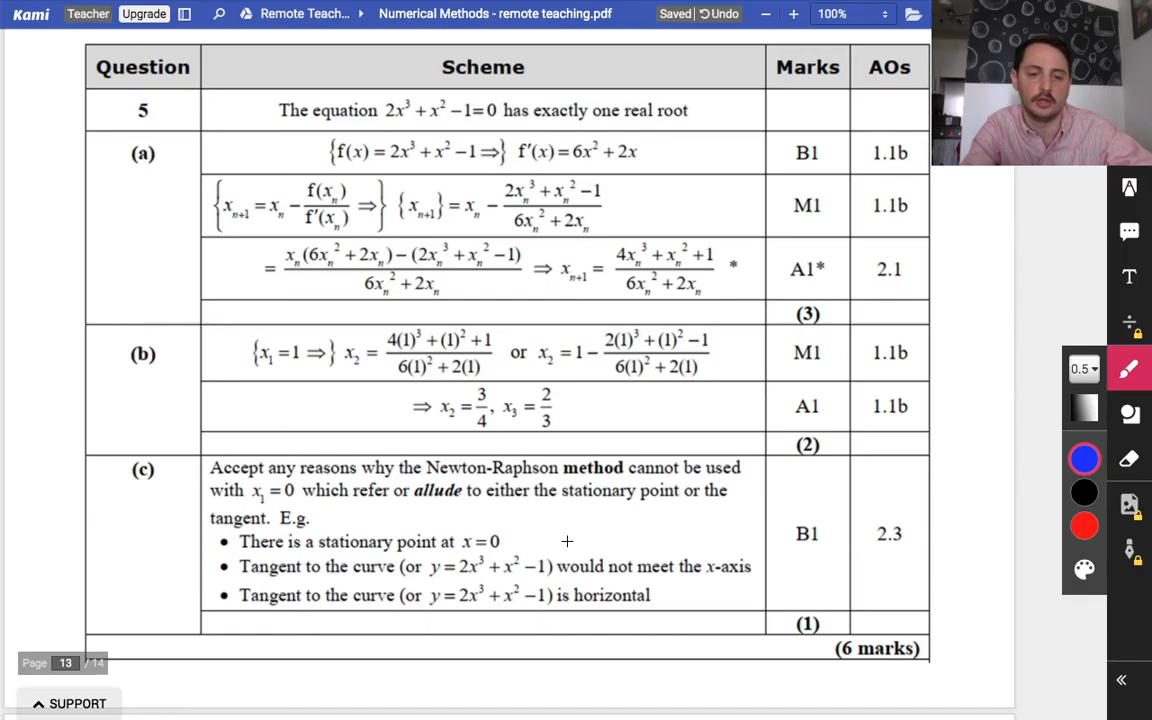 Kami Teacher Upgrade Remote Teach... Numerical Methods - remote teaching.pdf Saved Undo 100%
Question Scheme Marks AOs
5 The equation 2x³ + x² −1=0 has exactly one real root
(a) {f(x) = 2x³ + x² −1 ⇒} f′(x) = 6x² + 2x B1 1.1b
{xₙ₊₁ = xₙ − f(xₙ)/f′(xₙ) ⇒} {xₙ₊₁} = xₙ − (2xₙ³ + xₙ² −1)/(6xₙ² + 2xₙ) M1 1.1b
= (xₙ(6xₙ² + 2xₙ) − (2xₙ³ + xₙ² −1))/(6xₙ² + 2xₙ) ⇒ xₙ₊₁ = (4xₙ³ + xₙ² +1)/(6xₙ² + 2xₙ) * A1* 2.1
(3)
(b) {x₁ =1 ⇒} x₂ = (4(1)³ + (1)² +1)/(6(1)² + 2(1)) or x₂ = 1 − (2(1)³ + (1)² −1)/(6(1)² + 2(1)) M1 1.1b
⇒ x₂ = 3/4, x₃ = 2/3 A1 1.1b
(2)
(c) Accept any reasons why the Newton-Raphson method cannot be used
with x₁ = 0 which refer or allude to either the stationary point or the
tangent. E.g.
• There is a stationary point at x = 0 B1 2.3
• Tangent to the curve (or y = 2x³ + x² −1) would not meet the x-axis
• Tangent to the curve (or y = 2x³ + x² −1) is horizontal
(1)
(6 marks)
Page 13 / 14
SUPPORT
0.5
T
A